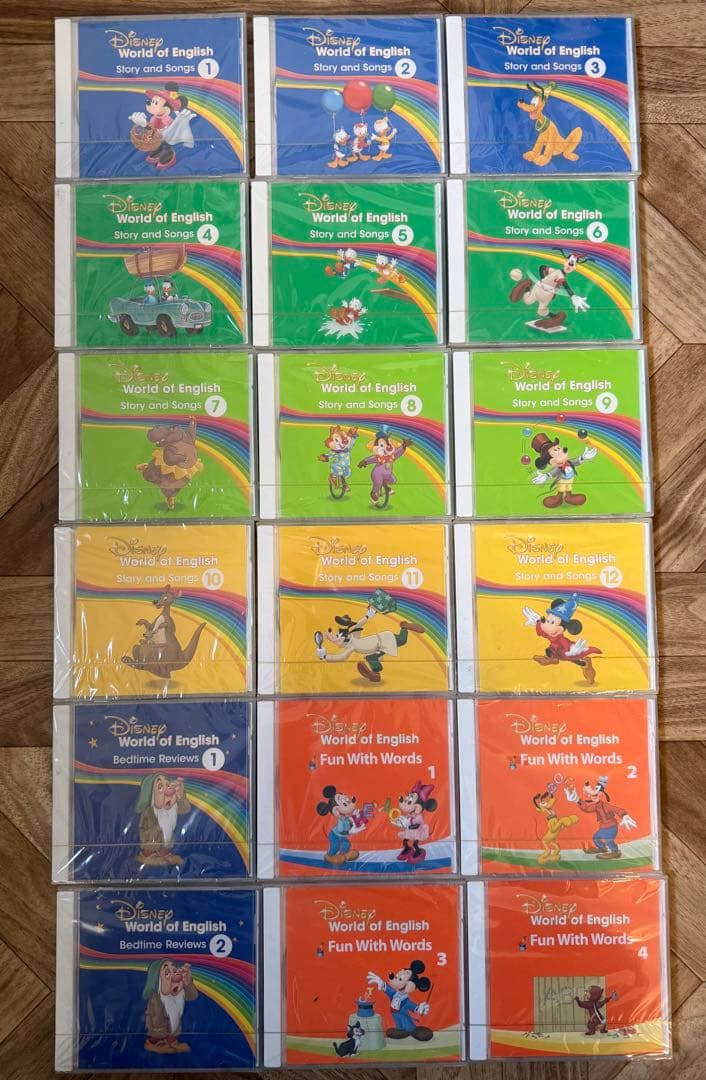 Disney
World of English
Story and Songs 1
Disney
World of English
Story and Songs 2
Disney
World of English
Story and Songs 3
Disney
World of English
Story and Songs 4
Disney
World of English
Story and Songs 5
Disney
World of English
Story and Songs 6
Disney
World of English
Story and Songs 7
Disney
World of English
Story and Songs 8
Disney
World of English
Story and Songs 9
Disney
World of English
Story and Songs 10
Disney
World of English
Story and Songs 11
Disney
World of English
Story and Songs 12
Disney
World of English
Bedtime Reviews 1
Disney
World of English
Fun With Words 1
Disney
World of English
Fun With Words 2
Disney
World of English
Bedtime Reviews 2
Disney
World of English
Fun With Words 3
Disney
World of English
Fun With Words 4